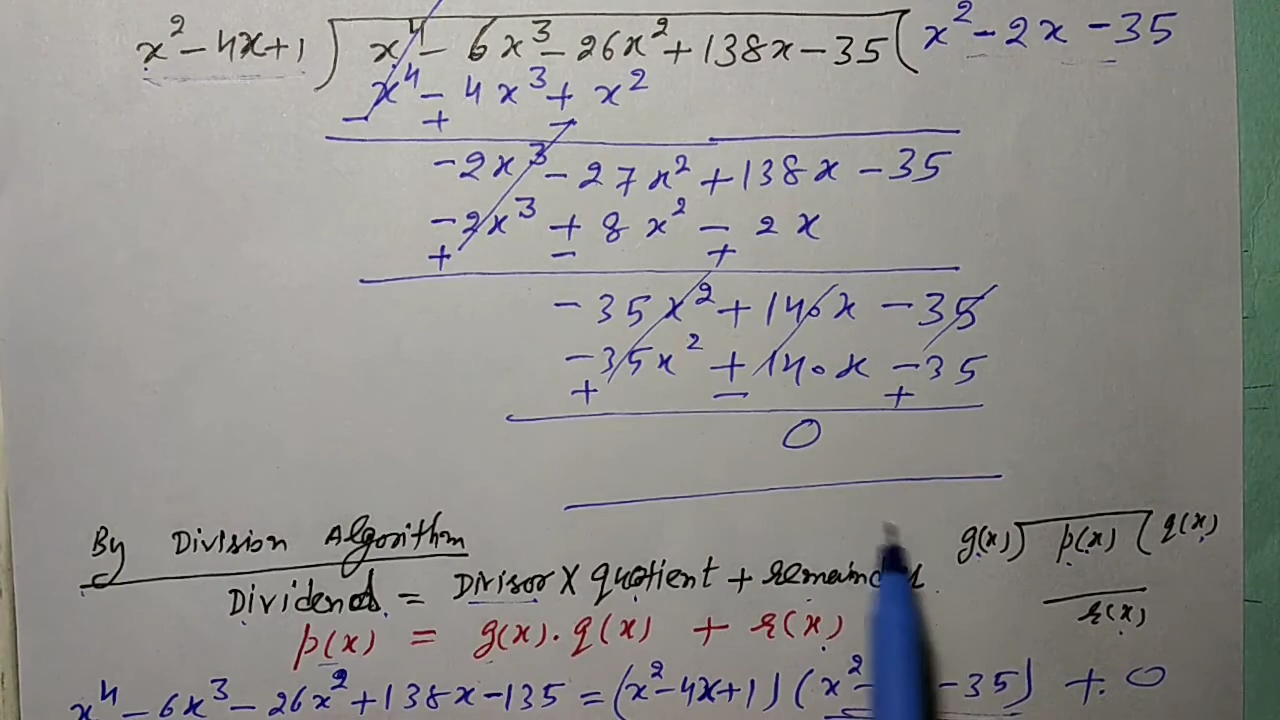 x² - 4x + 1 ) x⁴ - 6x³ - 26x² + 138x - 35 ( x² - 2x - 35
x⁴ - 4x³ + x²
- + -
-2x³ - 27x² + 138x - 35
-2x³ + 8x² - 2x
+ - +
-35x² + 140x - 35
-35x² + 140x - 35
+ - +
0
By Division Algorithm
g(x) ) p(x) ( q(x)
Dividend = Divisor X quotient +
r(x)
p(x) = g(x). q(x) + r(x)
x⁴ - 6x³ - 26x² + 138x - 135 = (x² - 4x + 1) (x² - - 35) + 0